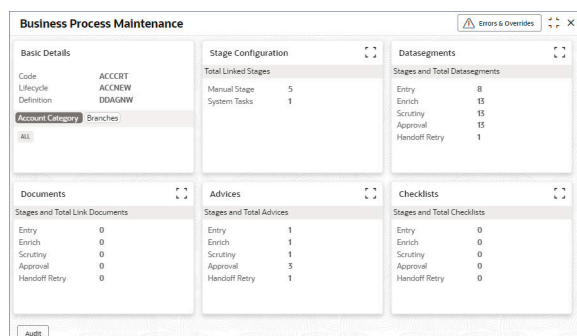 Business Process Maintenance
Errors & Overrides
Basic Details
Code ACCCRT
Lifecycle ACCNEW
Definition DDAGNW
Account Category Branches
ALL
Stage Configuration
Total Linked Stages
Manual Stage 5
System Tasks 1
Datasegments
Stages and Total Datasegments
Entry 8
Enrich 13
Scrutiny 13
Approval 13
Handoff Retry 1
Documents
Stages and Total Link Documents
Entry 0
Enrich 0
Scrutiny 0
Approval 0
Handoff Retry 0
Advices
Stages and Total Advices
Entry 1
Enrich 1
Scrutiny 1
Approval 3
Handoff Retry 1
Checklists
Stages and Total Checklists
Entry 0
Enrich 0
Scrutiny 0
Approval 0
Handoff Retry 0
Audit